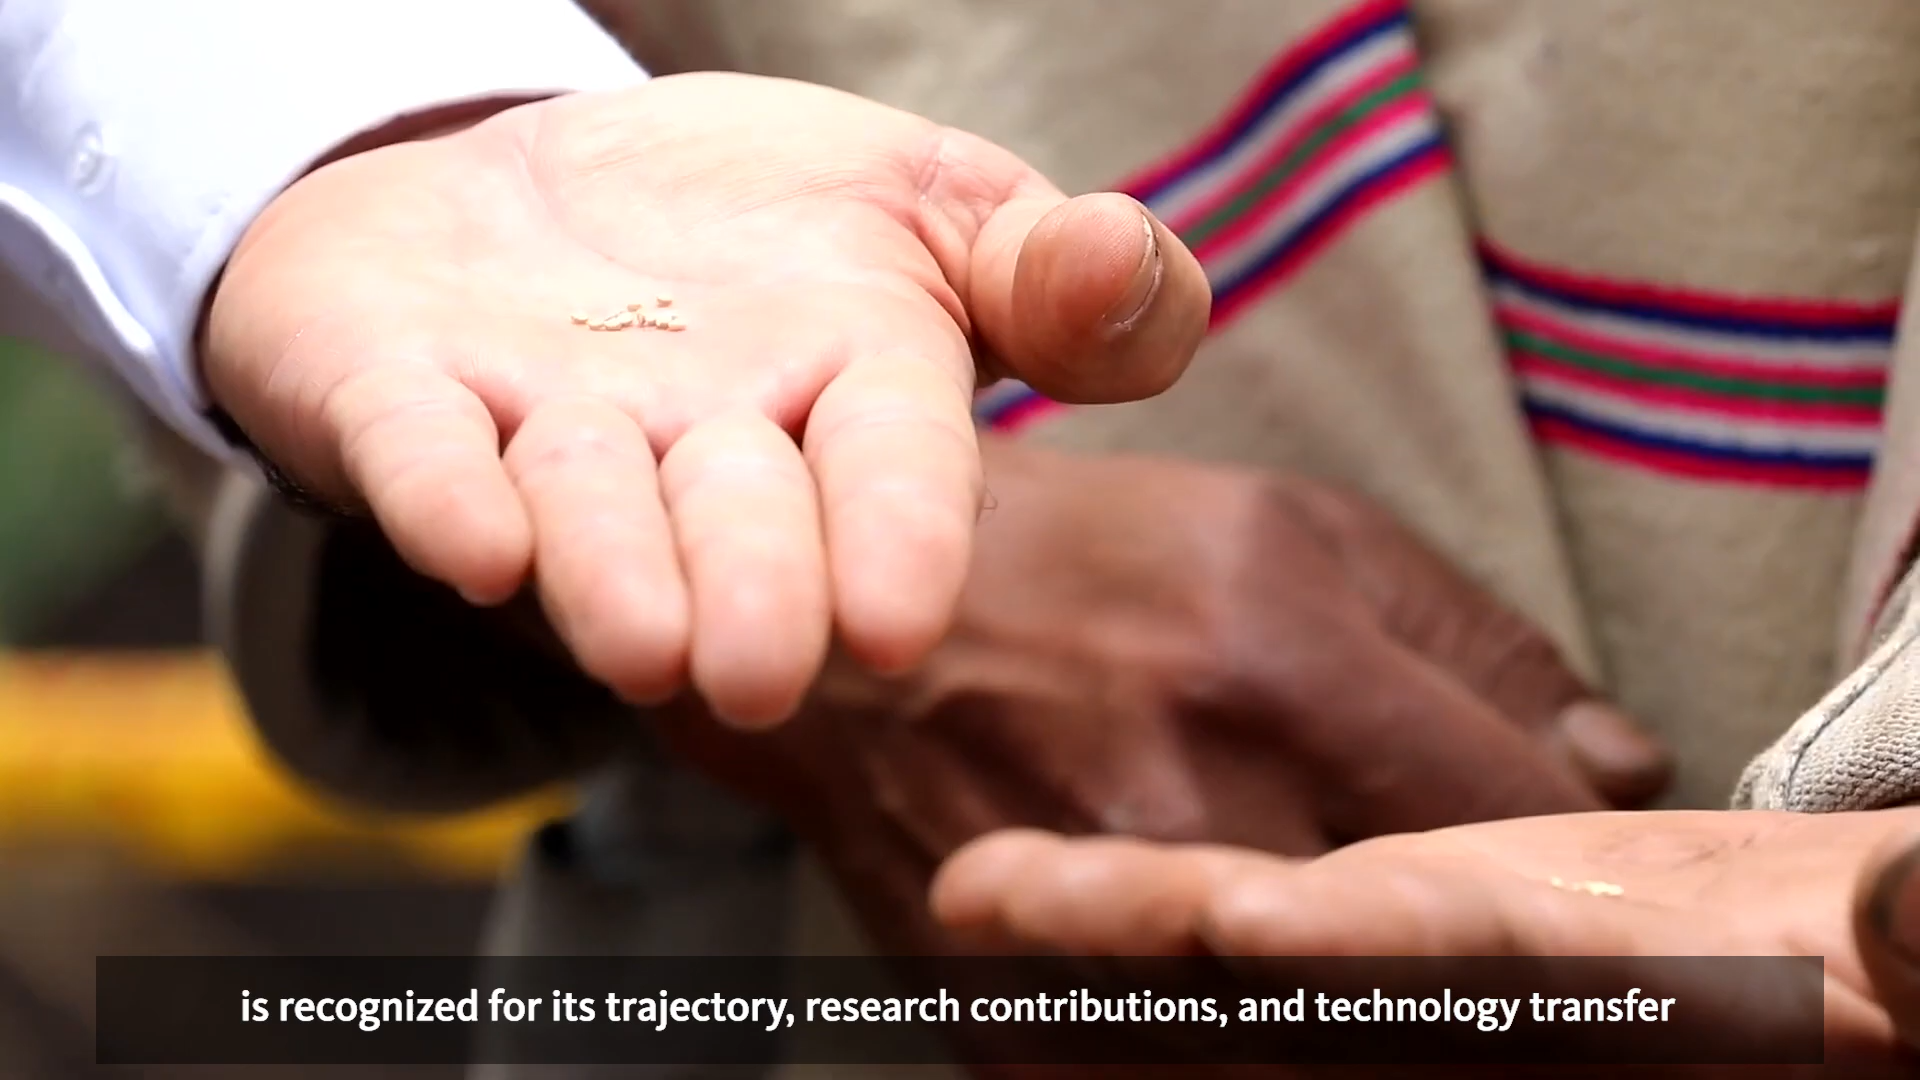 is recognized for its trajectory, research contributions, and technology transfer